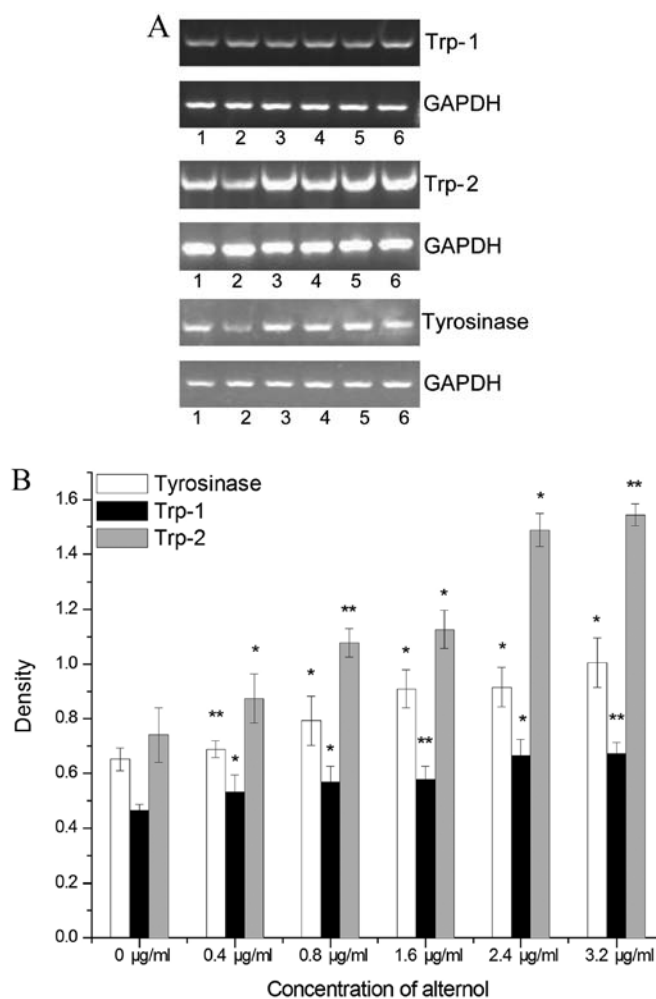 A
Trp-1
GAPDH
1 2 3 4 5 6
Trp-2
GAPDH
1 2 3 4 5 6
Tyrosinase
GAPDH
1 2 3 4 5 6
B
Tyrosinase
Trp-1
Trp-2
1.6
1.4
1.2
1.0
0.8
0.6
0.4
0.2
0.0
Density
** *
* * **
* ** *
* * *
* ** **
0 µg/ml 0.4 µg/ml 0.8 µg/ml 1.6 µg/ml 2.4 µg/ml 3.2 µg/ml
Concentration of alternol